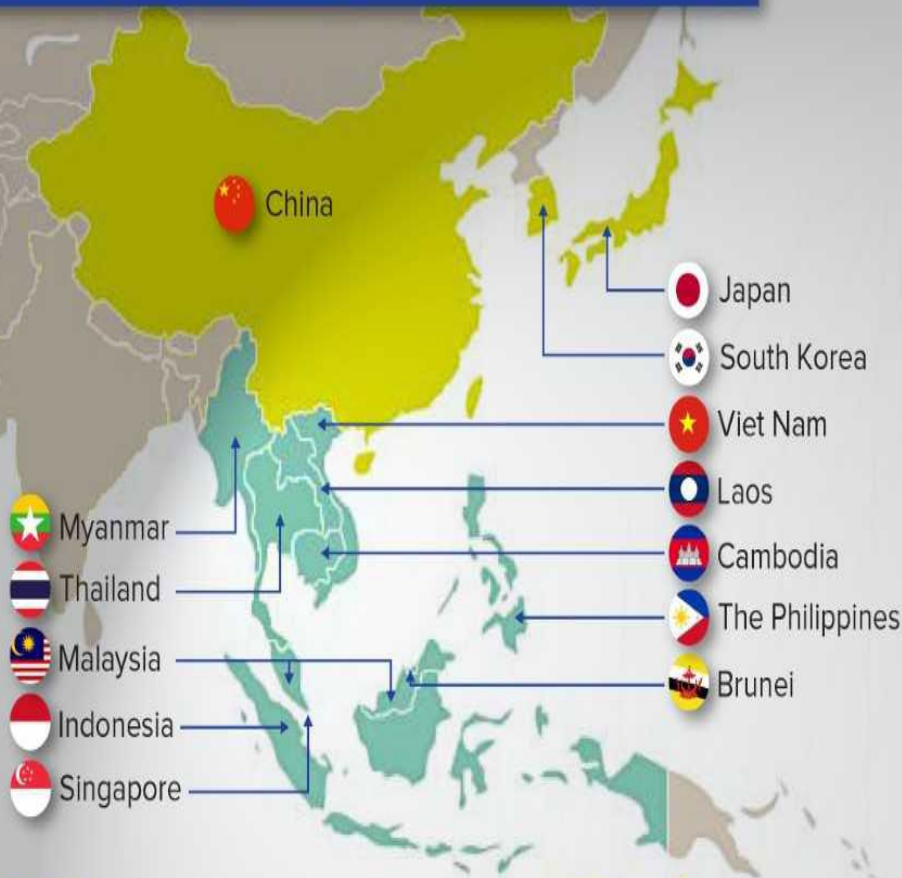 China
Japan
South Korea
Viet Nam
Laos
Cambodia
The Philippines
Brunei
Myanmar
Thailand
Malaysia
Indonesia
Singapore